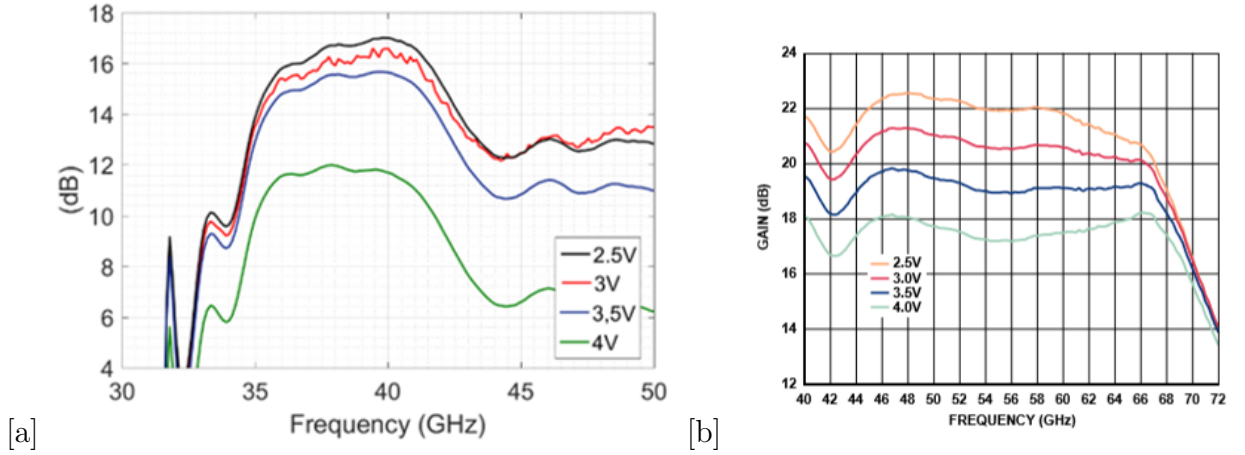 18
16
14
12
10
8
6
4
(dB)
30 35 40 45 50
Frequency (GHz)
2.5V
3V
3,5V
4V
[a]
24
22
20
18
16
14
12
GAIN (dB)
40 42 44 46 48 50 52 54 56 58 60 62 64 66 68 70 72
FREQUENCY (GHz)
2.5V
3.0V
3.5V
4.0V
[b]